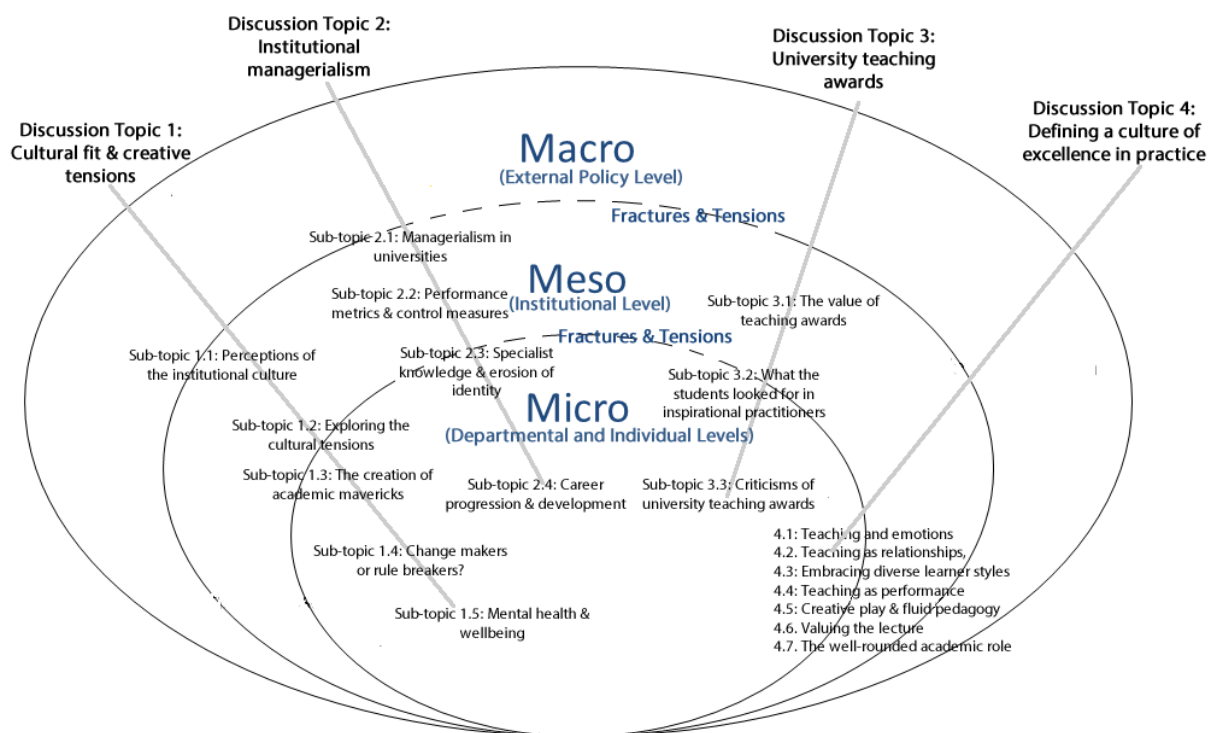 Discussion Topic 1:
Cultural fit & creative
tensions
Discussion Topic 2:
Institutional
managerialism
Discussion Topic 3:
University teaching
awards
Discussion Topic 4:
Defining a culture of
excellence in practice
Macro
(External Policy Level)
Fractures & Tensions
Sub-topic 2.1: Managerialism in
universities
Meso
(Institutional Level)
Sub-topic 2.2: Performance
metrics & control measures
Sub-topic 3.1: The value of
teaching awards
Fractures & Tensions
Sub-topic 1.1: Perceptions of
the institutional culture
Sub-topic 2.3: Specialist
knowledge & erosion of
identity
Sub-topic 3.2: What the
students looked for in
inspirational practitioners
Micro
(Departmental and Individual Levels)
Sub-topic 1.2: Exploring the
cultural tensions
Sub-topic 1.3: The creation of
academic mavericks
Sub-topic 2.4: Career
progression & development
Sub-topic 3.3: Criticisms of
university teaching awards
Sub-topic 1.4: Change makers
or rule breakers?
Sub-topic 1.5: Mental health &
wellbeing
4.1: Teaching and emotions
4.2. Teaching as relationships,
4.3: Embracing diverse learner styles
4.4: Teaching as performance
4.5: Creative play & fluid pedagogy
4.6. Valuing the lecture
4.7. The well-rounded academic role